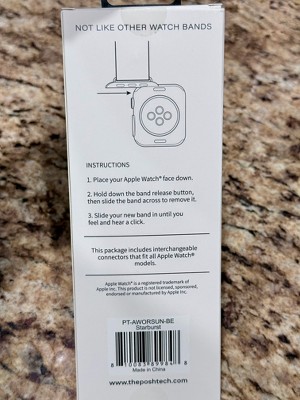 NOT LIKE OTHER WATCH BANDS
INSTRUCTIONS
1. Place your Apple Watch® face down.
2. Hold down the band release button,
then slide the band across to remove it.
3. Slide your new band in until you
feel and hear a click.
This package includes interchangeable
connectors that fit all Apple Watch®
models.
Apple Watch® is a registered trademark of
Apple Inc. This product is not licensed, sponsored,
endorsed or manufactured by Apple Inc.
PT-AWORSUN-BE
Starburst
8 10083 89984 8
Made in China
www.theposhtech.com